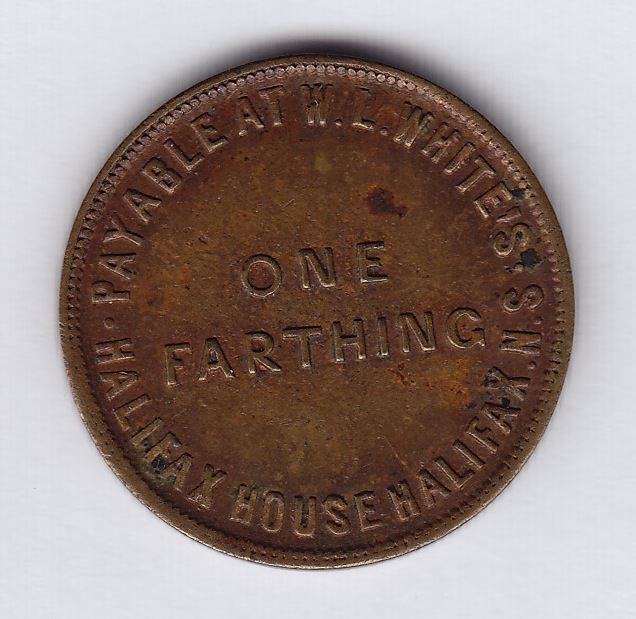 PAYABLE AT W. L. WHITE'S.
HALIFAX HOUSE HALIFAX. N. S
ONE
FARTHING